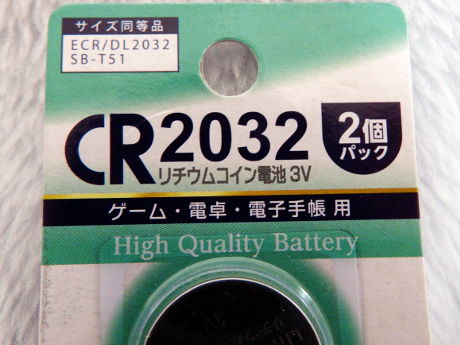 サイズ同等品
ECR/DL2032
SB-T51
CR2032
2個
パック
リチウムコイン電池 3V
ゲーム・電卓・電子手帳 用
High Quality Battery